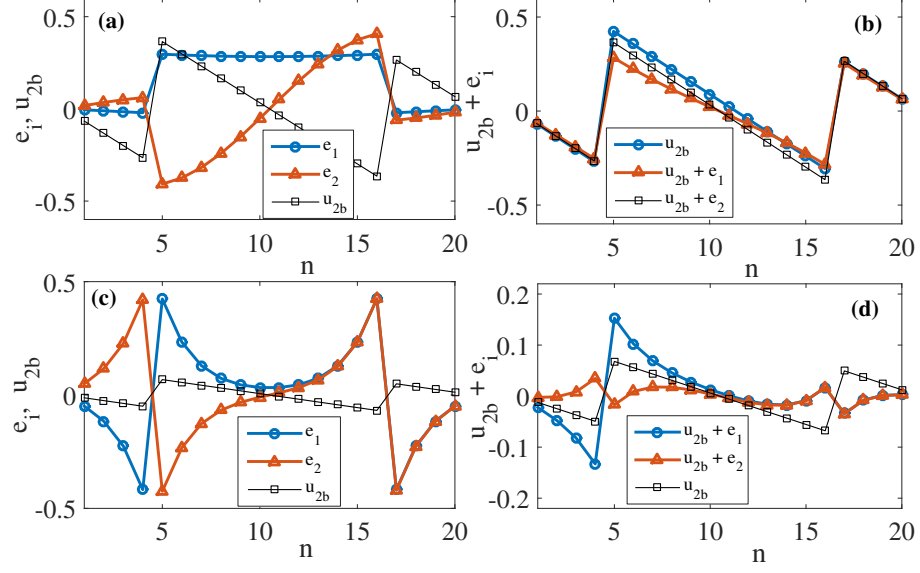 (a)
0.5
0
-0.5
e_i, u_2b
e_1
e_2
u_2b
5
10
15
20
n
(b)
0.5
0
-0.5
u_2b + e_i
u_2b
u_2b + e_1
u_2b + e_2
5
10
15
20
n
(c)
0.5
0
-0.5
e_i, u_2b
e_1
e_2
u_2b
5
10
15
20
n
(d)
0.2
0.1
0
-0.1
-0.2
u_2b + e_i
u_2b + e_1
u_2b + e_2
u_2b
5
10
15
20
n